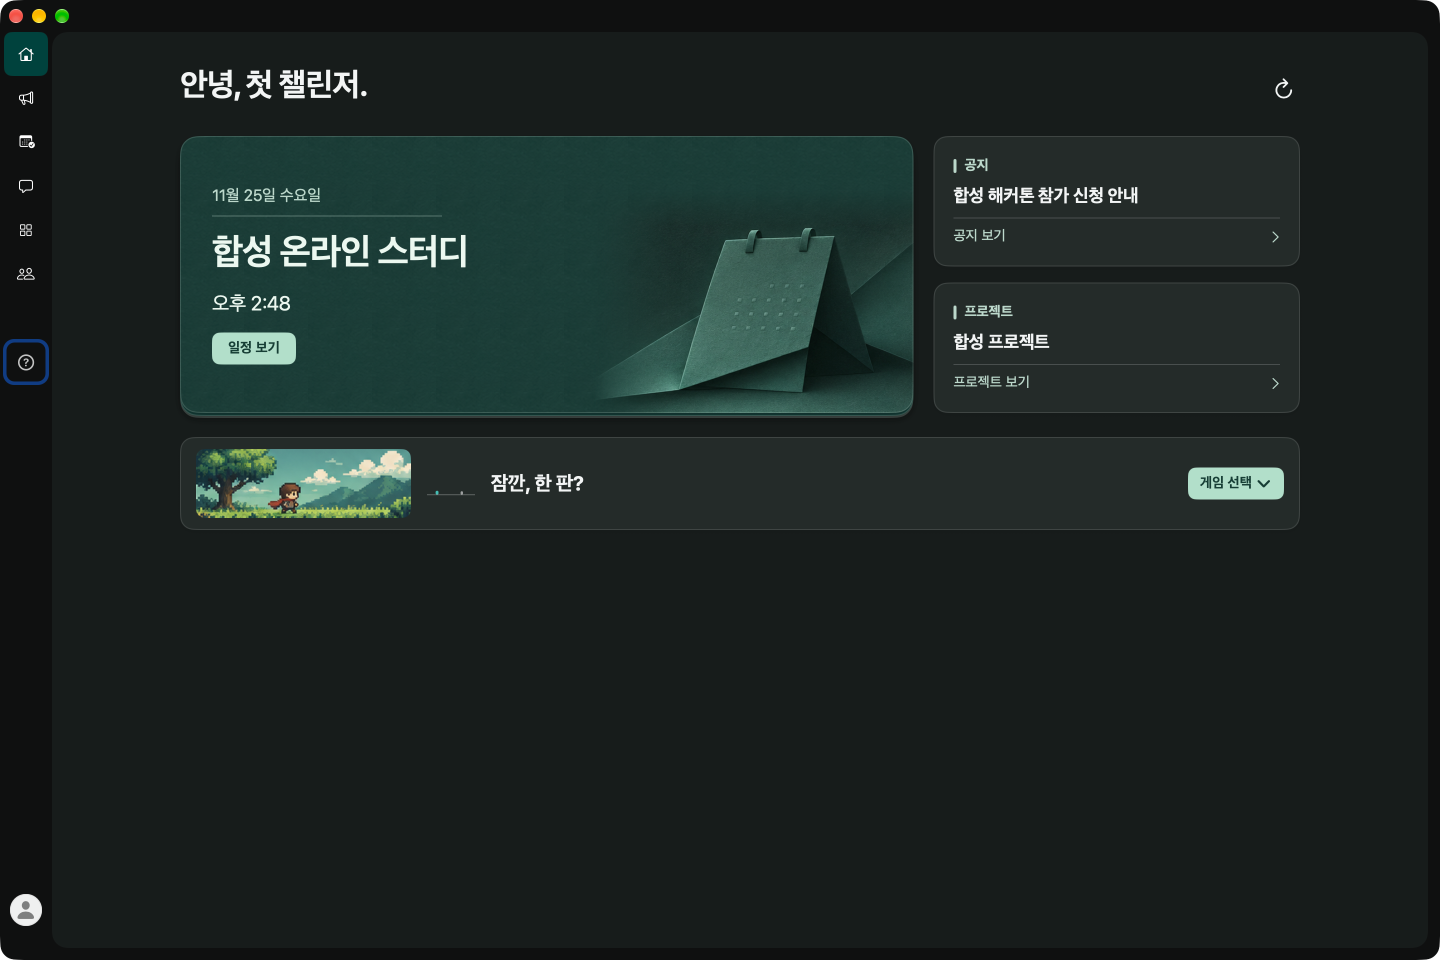 안녕, 첫 챌린저.
11월 25일 수요일
합성 온라인 스터디
오후 2:48
일정 보기
공지
합성 해커톤 참가 신청 안내
공지 보기
프로젝트
합성 프로젝트
프로젝트 보기
잠깐, 한 판?
게임 선택